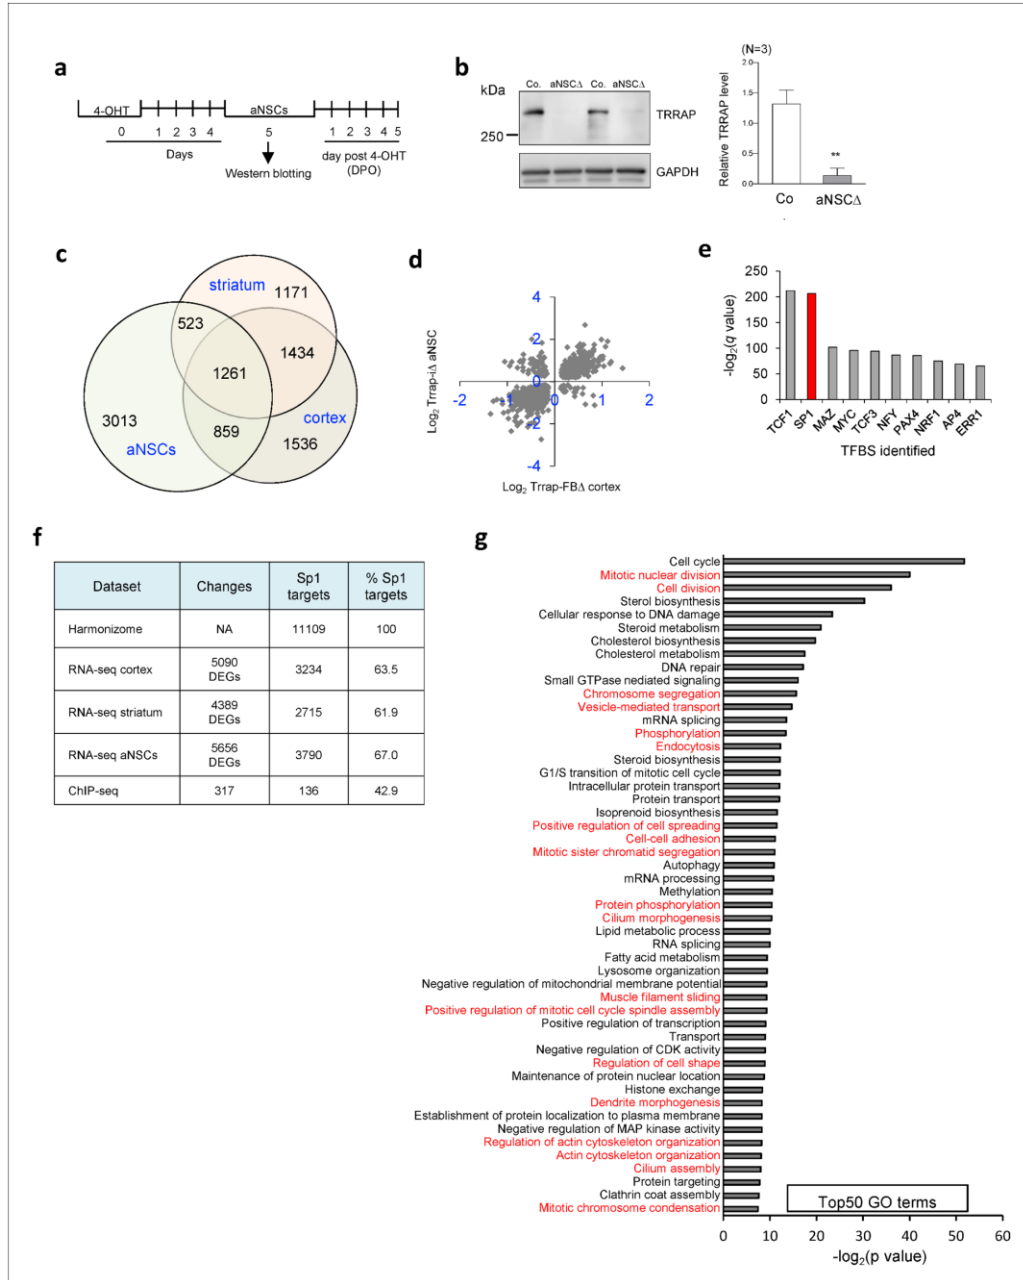 a
4-OHT
aNSCs
0 1 2 3 4 5 1 2 3 4 5
Days
Western blotting
day post 4-OHT
(DPO)
b
kDa
Co. aNSCΔ Co. aNSCΔ
TRRAP
250
GAPDH
(N=3)
Relative TRRAP level
2.0
1.5
1.0
0.5
0.0
**
Co aNSCΔ
c
striatum
1171
523
1434
1261
3013
cortex
859
aNSCs
1536
d
Log2 Trrap-iΔ aNSC
4
2
-2 -1 0 1 2
-2
-4
Log2 Trrap-FBΔ cortex
e
-log2(q value)
250
200
150
100
50
0
TCF1 SP1 MAZ MYC TCF3 NFY PAX4 NRF1 AP4 ERR1
TFBS identified
f
Dataset Changes Sp1 targets % Sp1 targets
Harmonizome NA 11109 100
RNA-seq cortex 5090 DEGs 3234 63.5
RNA-seq striatum 4389 DEGs 2715 61.9
RNA-seq aNSCs 5656 DEGs 3790 67.0
ChIP-seq 317 136 42.9
g
Cell cycle
Mitotic nuclear division
Cell division
Sterol biosynthesis
Cellular response to DNA damage
Steroid metabolism
Cholesterol biosynthesis
Cholesterol metabolism
DNA repair
Small GTPase nediated signaling
Chromosome segregation
Vesicle-mediated transport
mRNA splicing
Phosphorylation
Endocytosis
Steroid biosynthesis
G1/S transition of mitotic cell cycle
Intracellular protein transport
Protein transport
Isoprenoid biosynthesis
Positive regulation of cell spreading
Cell-cell adhesion
Mitotic sister chromatid segregation
Autophagy
mRNA processing
Methylation
Protein phosphorylation
Cilium morphogenesis
Lipid metabolic process
RNA splicing
Fatty acid metabolism
Lysosome organization
Negative regulation of mitochondrial membrane potential
Muscle filament sliding
Positive regulation of mitotic cell cycle spindle assembly
Positive regulation of transcription
Transport
Negative regulation of CDK activity
Regulation of cell shape
Maintenance of protein nuclear location
Histone exchange
Dendrite morphogenesis
Establishment of protein localization to plasma membrane
Negative regulation of MAP kinase activity
Regulation of actin cytoskeleton organization
Actin cytoskeleton organization
Cilium assembly
Protein targeting
Clathrin coat assembly
Mitotic chromosome condensation
Top50 GO terms
0 10 20 30 40 50 60
-log2(p value)